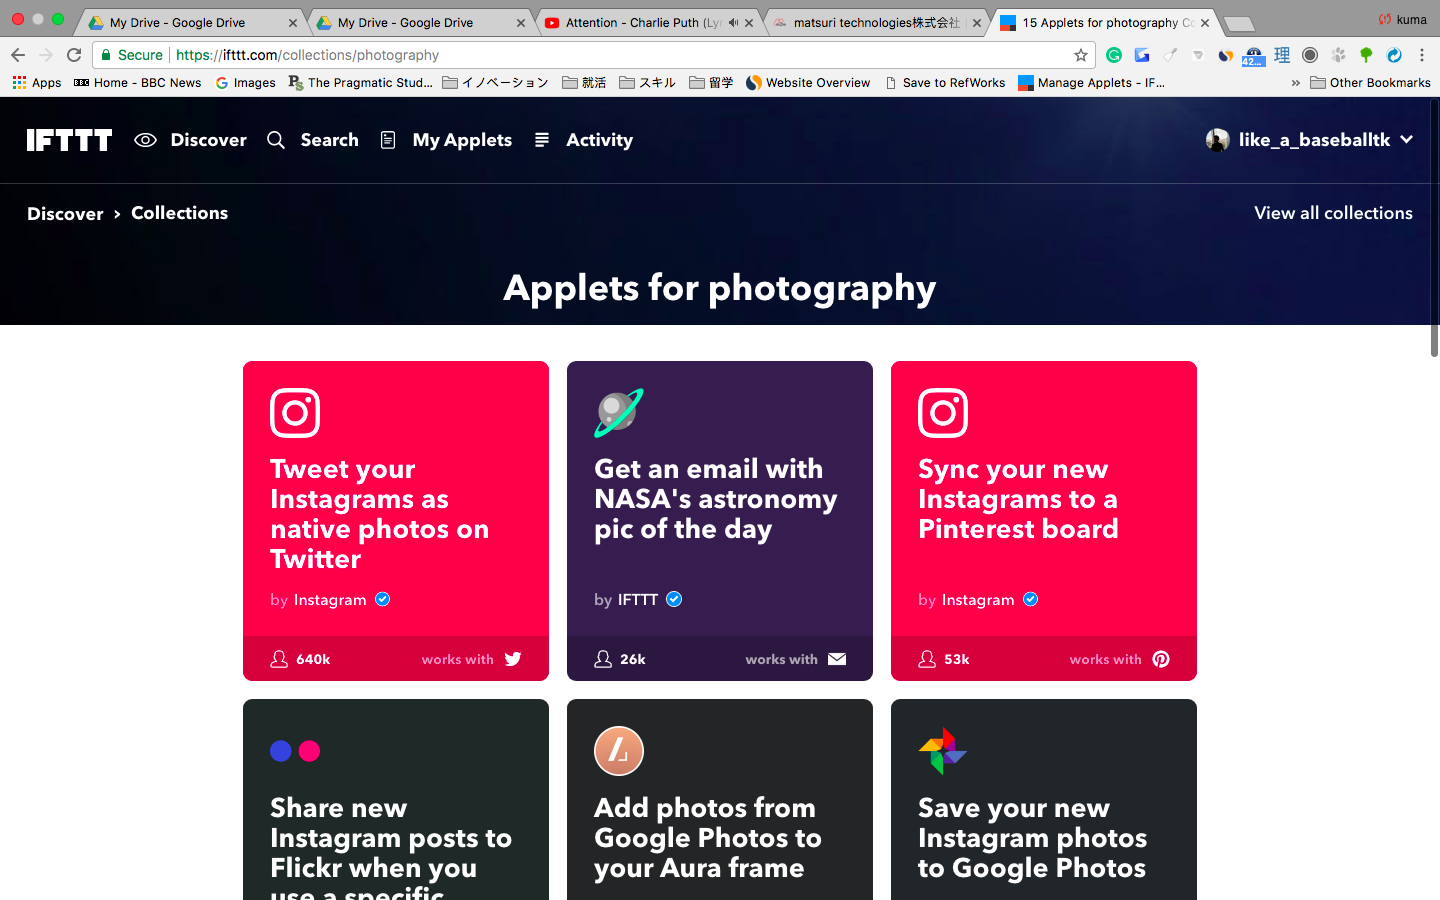 My Drive - Google Drive
My Drive - Google Drive
Attention - Charlie Puth (Lyr
matsuri technologies株式会社
15 Applets for photography Co
kuma
Secure
https://ifttt.com/collections/photography
42...
理
Apps
BBC Home - BBC News
Images
The Pragmatic Stud...
イノベーション
就活
スキル
留学
Website Overview
Save to RefWorks
Manage Applets - IF...
»
Other Bookmarks
IFTTT
Discover
Search
My Applets
Activity
like_a_baseballtk
Discover › Collections
View all collections
Applets for photography
Tweet your
Instagrams as
native photos on
Twitter
by Instagram
640k
works with
Get an email with
NASA's astronomy
pic of the day
by IFTTT
26k
works with
Sync your new
Instagrams to a
Pinterest board
by Instagram
53k
works with
Share new
Instagram posts to
Flickr when you
use a specific
Add photos from
Google Photos to
your Aura frame
Save your new
Instagram photos
to Google Photos